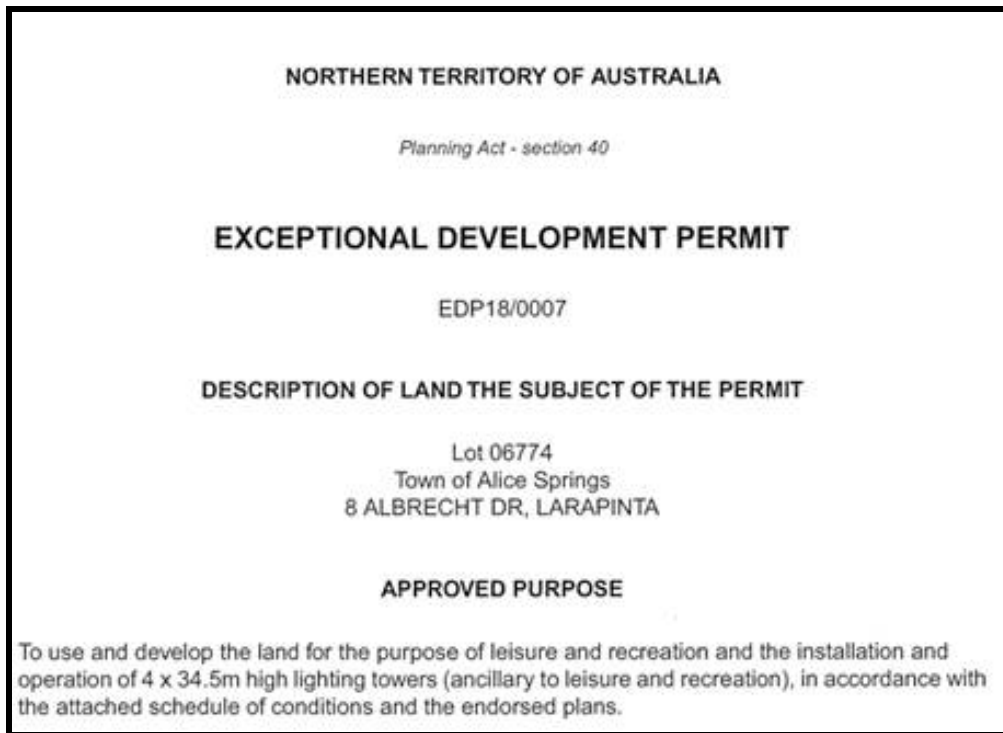 NORTHERN TERRITORY OF AUSTRALIA
Planning Act - section 40
EXCEPTIONAL DEVELOPMENT PERMIT
EDP18/0007
DESCRIPTION OF LAND THE SUBJECT OF THE PERMIT
Lot 06774
Town of Alice Springs
8 ALBRECHT DR, LARAPINTA
APPROVED PURPOSE
To use and develop the land for the purpose of leisure and recreation and the installation and
operation of 4 x 34.5m high lighting towers (ancillary to leisure and recreation), in accordance with
the attached schedule of conditions and the endorsed plans.